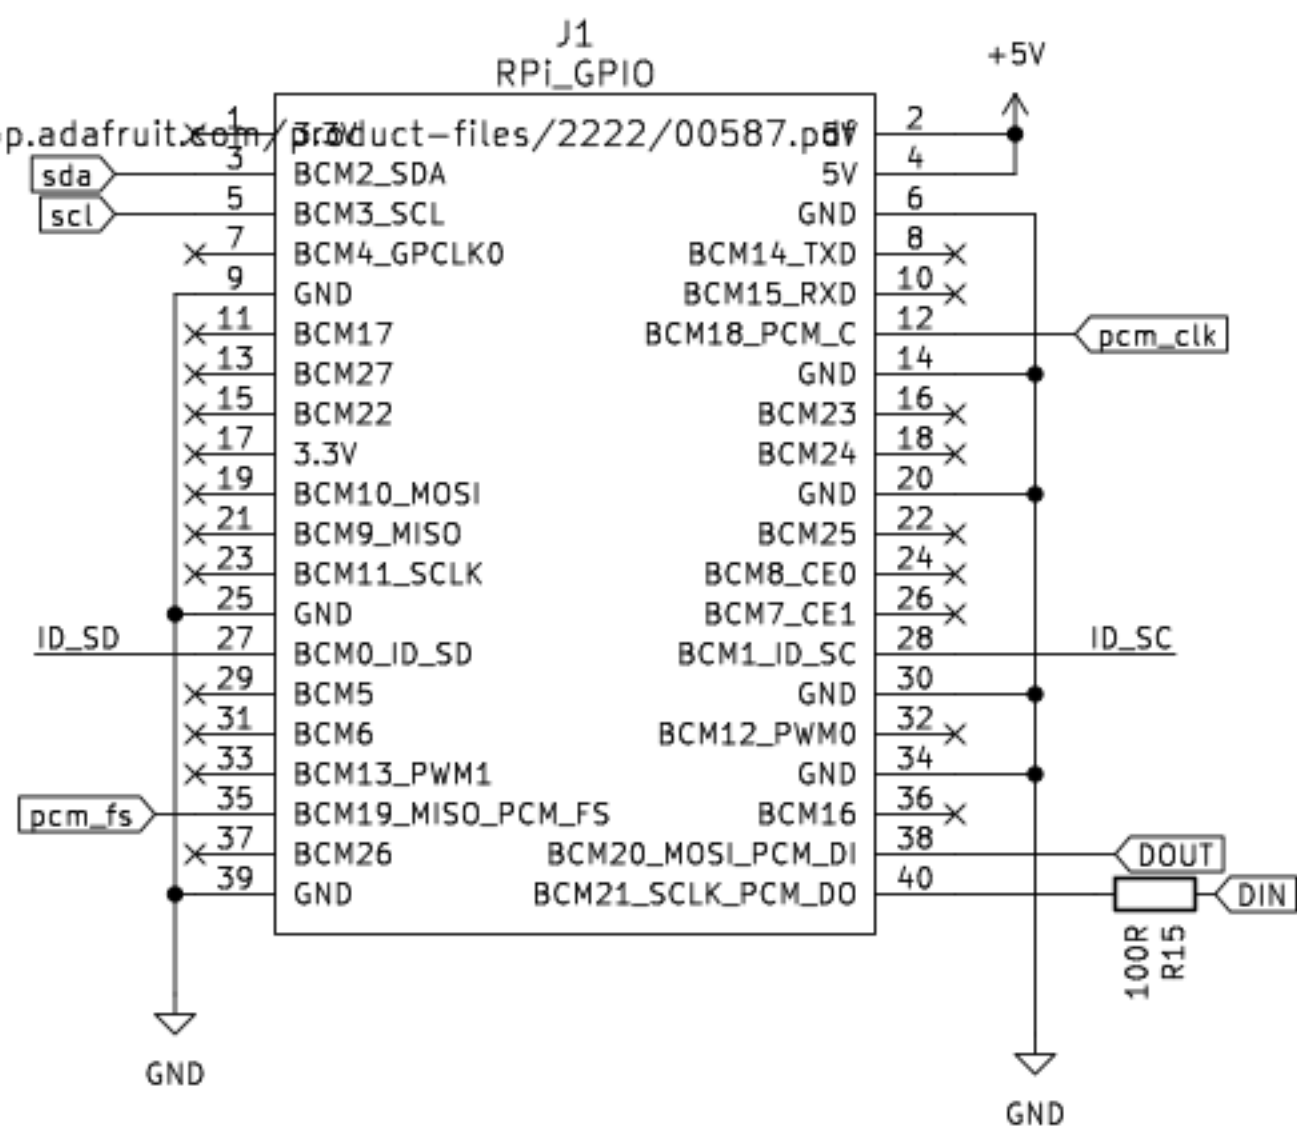 J1
RPi_GPIO
+5V
p.adafruit.com/product-files/2222/00587.pdf
1 3.3V 5V 2
sda 3 BCM2_SDA 5V 4
scl 5 BCM3_SCL GND 6
7 BCM4_GPCLK0 BCM14_TXD 8
9 GND BCM15_RXD 10
11 BCM17 BCM18_PCM_C 12 pcm_clk
13 BCM27 GND 14
15 BCM22 BCM23 16
17 3.3V BCM24 18
19 BCM10_MOSI GND 20
21 BCM9_MISO BCM25 22
23 BCM11_SCLK BCM8_CE0 24
25 GND BCM7_CE1 26
ID_SD 27 BCM0_ID_SD BCM1_ID_SC 28 ID_SC
29 BCM5 GND 30
31 BCM6 BCM12_PWM0 32
33 BCM13_PWM1 GND 34
pcm_fs 35 BCM19_MISO_PCM_FS BCM16 36
37 BCM26 BCM20_MOSI_PCM_DI 38 DOUT
39 GND BCM21_SCLK_PCM_DO 40 DIN
100R
R15
GND
GND